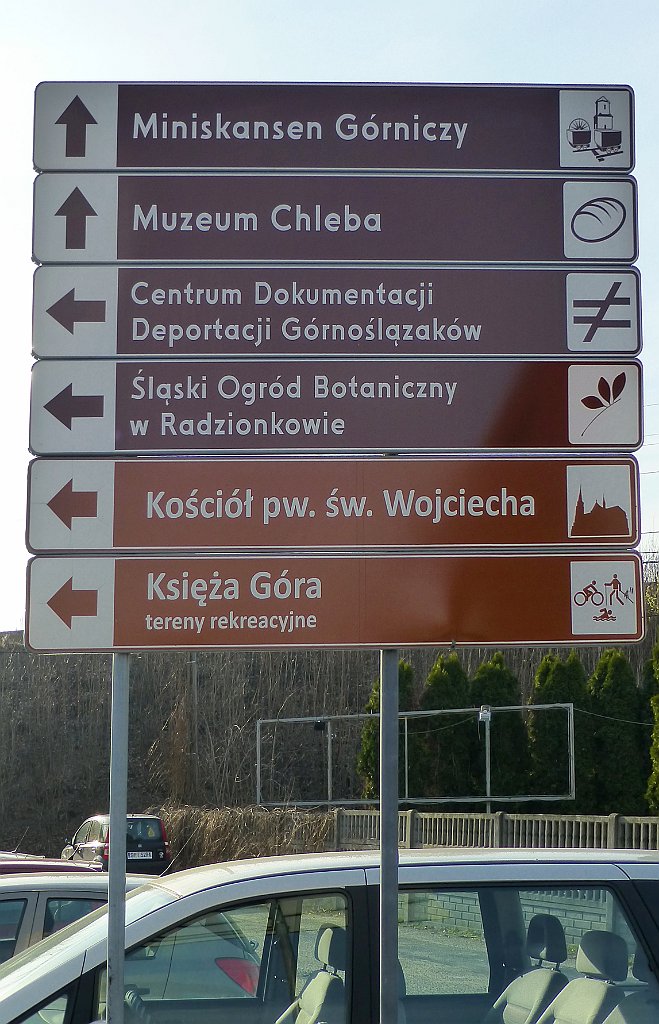 Miniskansen Górniczy
Muzeum Chleba
Centrum Dokumentacji
Deportacji Górnoślązaków
Śląski Ogród Botaniczny
w Radzionkowie
Kościół pw. św. Wojciecha
Księża Góra
tereny rekreacyjne